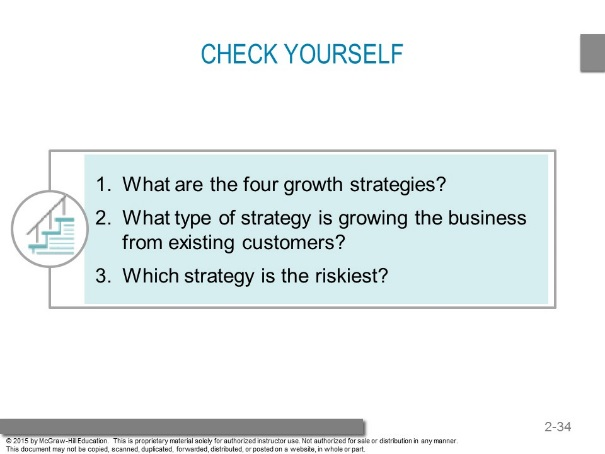 CHECK YOURSELF
1. What are the four growth strategies?
2. What type of strategy is growing the business
from existing customers?
3. Which strategy is the riskiest?
2-34
© 2015 by McGraw-Hill Education. This is proprietary material solely for authorized instructor use. Not authorized for sale or distribution in any manner.
This document may not be copied, scanned, duplicated, forwarded, distributed, or posted on a website, in whole or part.